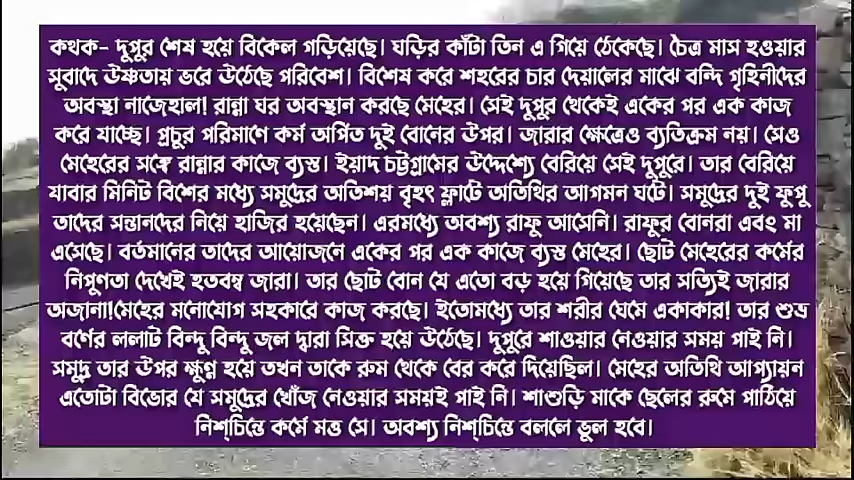 কথক- দুপুর শেষ হয়ে বিকেল গড়িয়েছে। ঘড়ির কাঁটা তিন এ গিয়ে ঠেকেছে। চৈত্র মাস হওয়ার
সুবাদে উষ্ণতায় ভরে উঠেছে পরিবেশ। বিশেষ করে শহরের চার দেয়ালের মাঝে বন্দি গৃহিনীদের
অবস্থা নাজেহাল! রান্না ঘর অবস্থান করছে মেহের। সেই দুপুর থেকেই একের পর এক কাজ
করে যাচ্ছে। প্রচুর পরিমাণে কর্ম অর্পিত দুই বোনের উপর। জারার ক্ষেত্রেও ব্যতিক্রম নয়। সেও
মেহেরের সঙ্গে রান্নার কাজে ব্যস্ত। ইয়াদ চট্টগ্রামের উদ্দেশ্যে বেরিয়ে সেই দুপুরে। তার বেরিয়ে
যাবার মিনিট বিশের মধ্যে সমুদ্রের অতিশয় বৃহৎ ফ্লাটে অতিথির আগমন ঘটে। সমুদ্রের দুই ফুপু
তাদের সন্তানদের নিয়ে হাজির হয়েছেন। এরমধ্যে অবশ্য রাফু আসেনি। রাফুর বোনরা এবং মা
এসেছে। বর্তমানের তাদের আয়োজনে একের পর এক কাজে ব্যস্ত মেহের। ছোট মেহেরের কর্মের
নিপুণতা দেখেই হতবম্ব জারা। তার ছোট বোন যে এতো বড় হয়ে গিয়েছে তার সত্যিই জারার
অজানা!মেহের মনোযোগ সহকারে কাজ করছে। ইতোমধ্যে তার শরীর ঘেমে একাকার! তার শুভ্র
বর্ণের ললাট বিন্দু বিন্দু জল দ্বারা সিক্ত হয়ে উঠেছে। দুপুরে শাওয়ার নেওয়ার সময় পাই নি।
সমুদ্র তার উপর ক্ষুণ্ণ হয়ে তখন তাকে রুম থেকে বের করে দিয়েছিল। মেহের অতিথি আপ্যায়ন
এতোটা বিভোর যে সমুদ্রের খোঁজ নেওয়ার সময়ই পাই নি। শাশুড়ি মাকে ছেলের রুমে পাঠিয়ে
নিশ্চিন্তে কর্মে মত্ত সে। অবশ্য নিশ্চিন্তে বললে ভুল হবে।